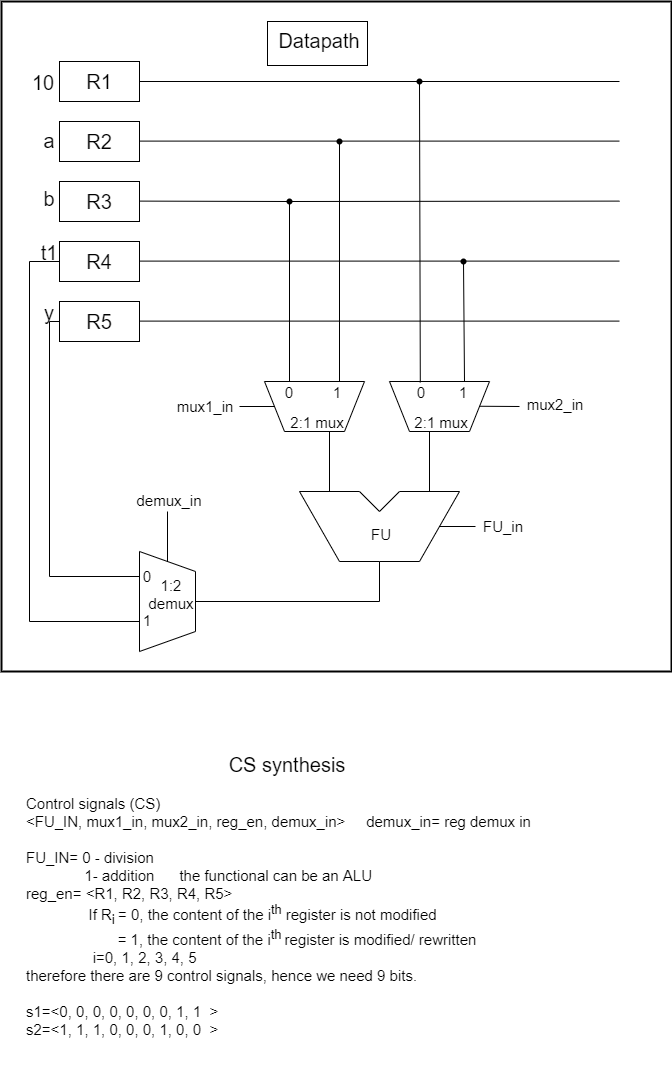 Datapath
10 R1
a R2
b R3
t1 R4
y R5
0 1 0 1
mux1_in 2:1 mux 2:1 mux mux2_in
demux_in
FU FU_in
0 1:2
demux
1
CS synthesis
Control signals (CS)
<FU_IN, mux1_in, mux2_in, reg_en, demux_in> demux_in= reg demux in
FU_IN= 0 - division
1- addition the functional can be an ALU
reg_en= <R1, R2, R3, R4, R5>
If Ri = 0, the content of the ith register is not modified
= 1, the content of the ith register is modified/ rewritten
i=0, 1, 2, 3, 4, 5
therefore there are 9 control signals, hence we need 9 bits.
s1=<0, 0, 0, 0, 0, 0, 0, 1, 1 >
s2=<1, 1, 1, 0, 0, 0, 1, 0, 0 >